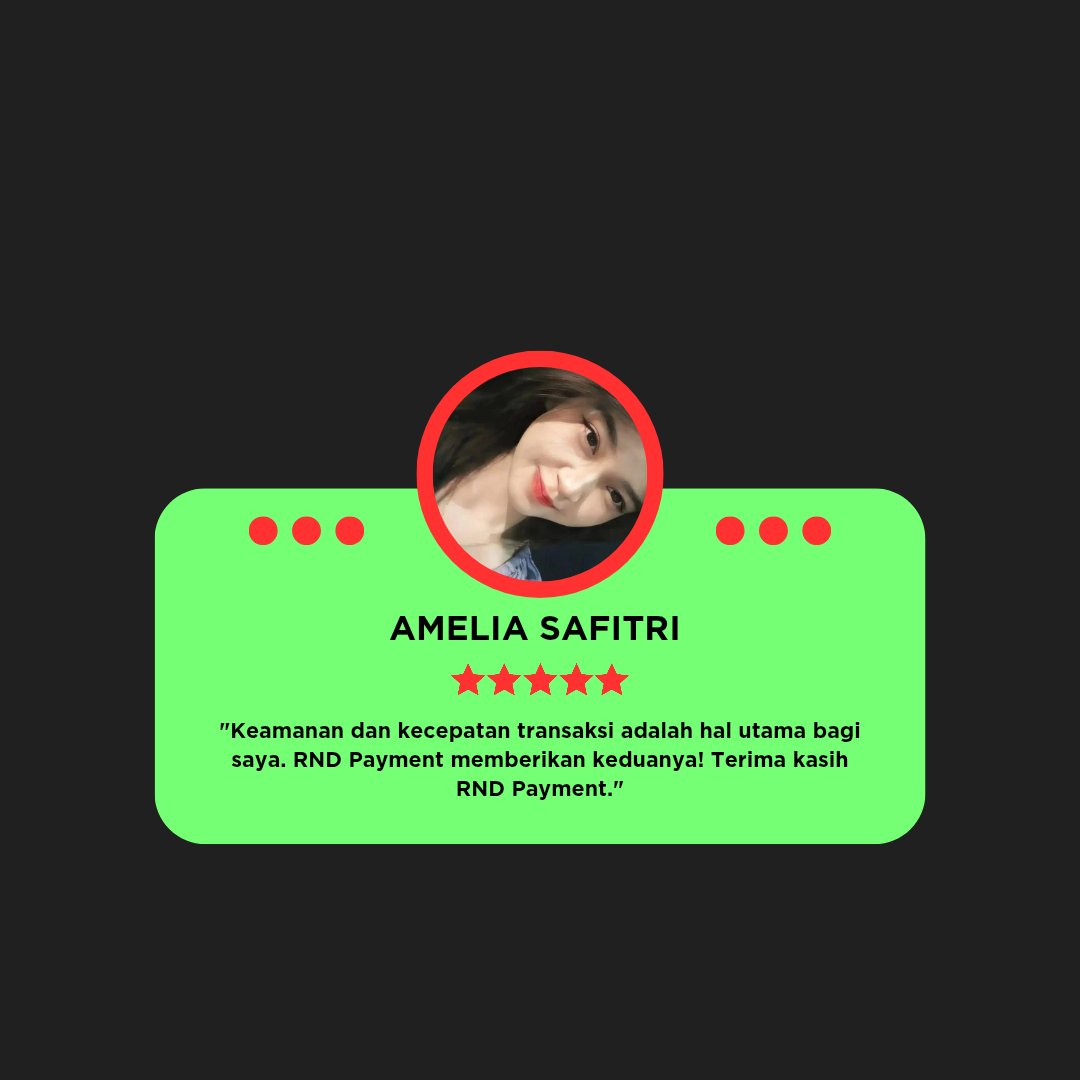 AMELIA SAFITRI
"Keamanan dan kecepatan transaksi adalah hal utama bagi
saya. RND Payment memberikan keduanya! Terima kasih
RND Payment."